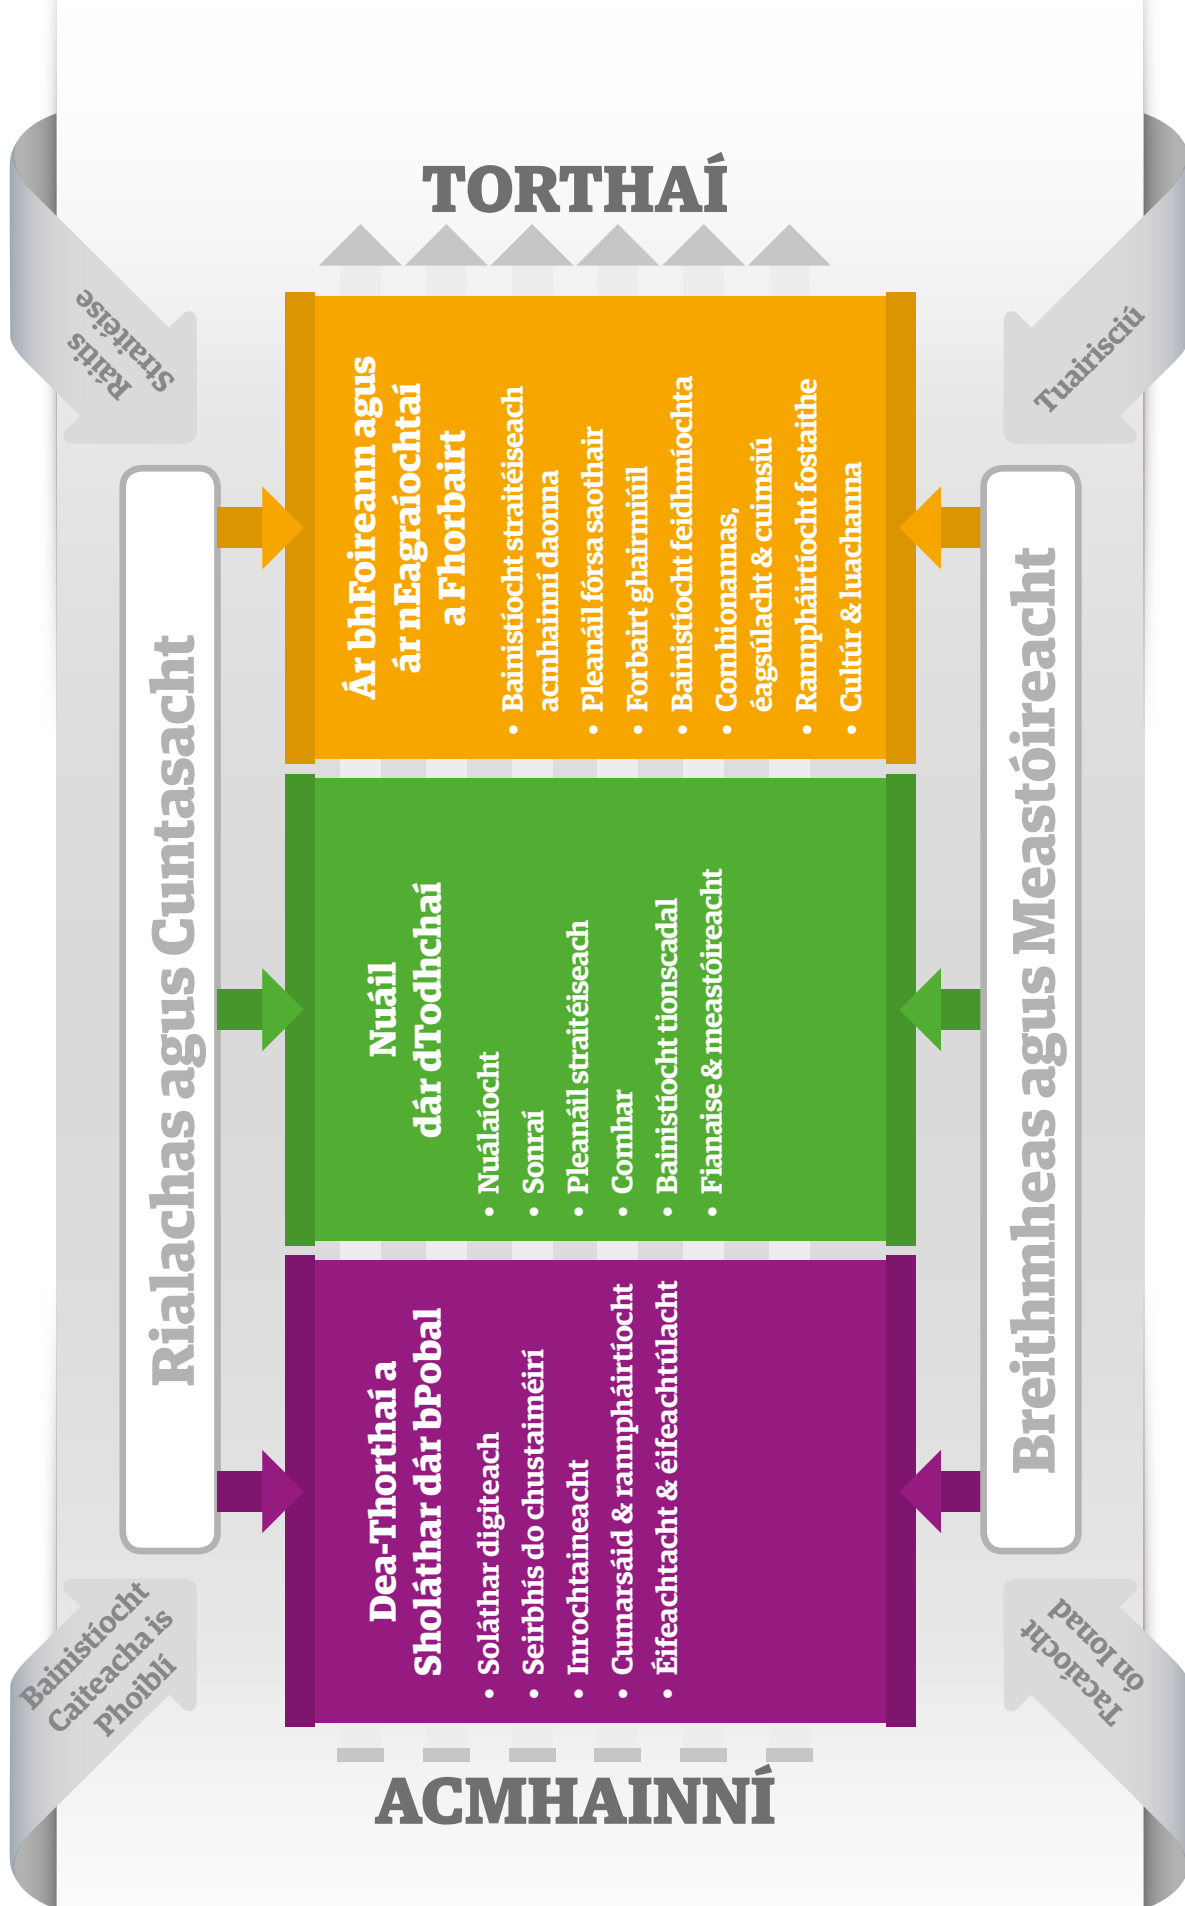 TORTHAÍ
Ráitis
Straitéise
Tuairisciú
Rialachas agus Cuntasacht
Ár bhFoireann agus
ár nEagraíochtaí
a Fhorbairt
• Bainistíocht straitéiseach
acmhainní daonna
• Pleanáil fórsa saothair
• Forbairt ghairmiúil
• Bainistíocht feidhmíochta
• Comhionannas,
éagsúlacht & cuimsiú
• Rannpháirtíocht fostaithe
• Cultúr & luachanna
Nuáil
dár dTodhchaí
• Nuálaíocht
• Sonraí
• Pleanáil straitéiseach
• Comhar
• Bainistíocht tionscadal
• Fianaise & meastóireacht
Dea-Thorthaí a
Sholáthar dár bPobal
• Soláthar digiteach
• Seirbhís do chustaiméirí
• Inrochtaineacht
• Cumarsáid & rannpháirtíocht
• Éifeachtacht & éifeachtúlacht
Breithmheas agus Meastóireacht
Bainistíocht
Caiteacha is
Phoiblí
Tacaíocht
ón Ionad
ACMHAINNÍ